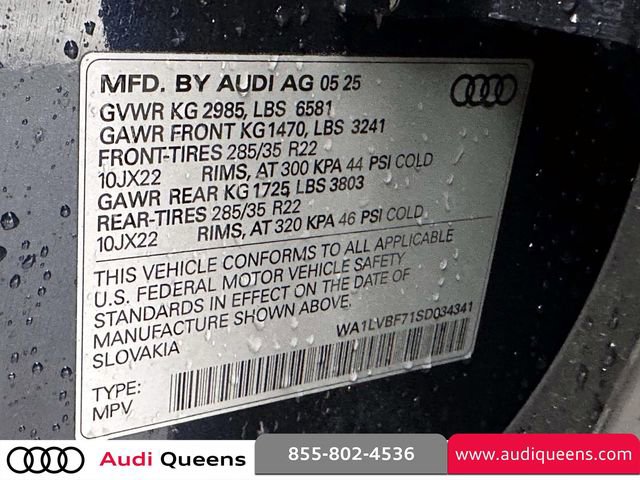 MFD. BY AUDI AG 05 25
GVWR KG 2985, LBS 6581
GAWR FRONT KG1470, LBS 3241
FRONT-TIRES 285/35 R22
10JX22 RIMS, AT 300 KPA 44 PSI COLD
GAWR REAR KG 1725, LBS 3803
REAR-TIRES 285/35 R22
10JX22 RIMS, AT 320 KPA 46 PSI COLD
THIS VEHICLE CONFORMS TO ALL APPLICABLE
U.S. FEDERAL MOTOR VEHICLE SAFETY
STANDARDS IN EFFECT ON THE DATE OF
MANUFACTURE SHOWN ABOVE.
SLOVAKIA
WA1LVBF71SD034341
TYPE:
MPV
Audi Queens
855-802-4536
www.audiqueens.com